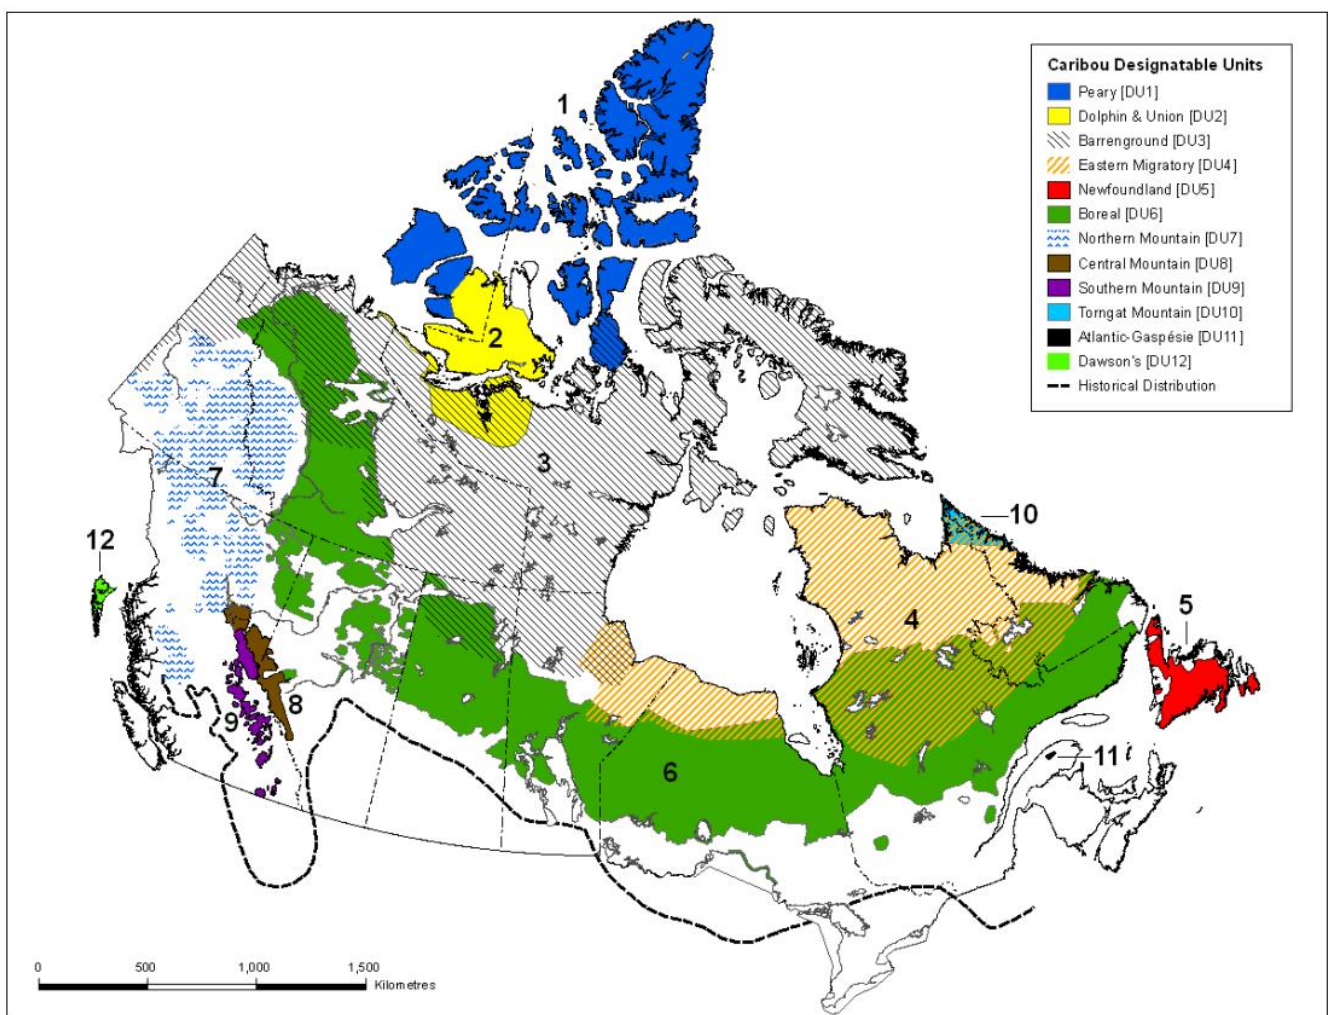 Caribou Designatable Units
Peary [DU1]
Dolphin & Union [DU2]
Barrenground [DU3]
Eastern Migratory [DU4]
Newfoundland [DU5]
Boreal [DU6]
Northern Mountain [DU7]
Central Mountain [DU8]
Southern Mountain [DU9]
Torngat Mountain [DU10]
Atlantic-Gaspésie [DU11]
Dawson's [DU12]
Historical Distribution
1
2
3
7
10
12
4
5
8
9
11
6
0 500 1,000 1,500
Kilometres